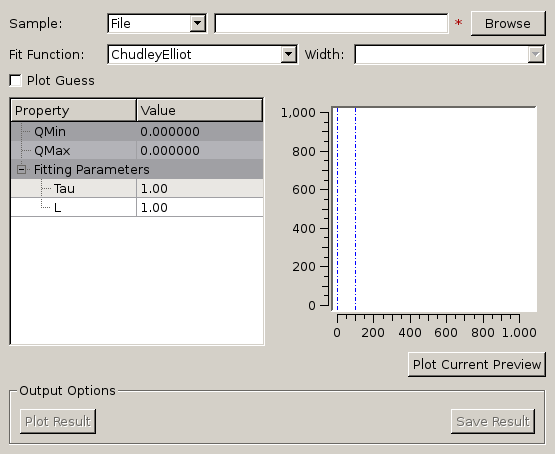 Sample: File * Browse
Fit Function: ChudleyElliot Width:
Plot Guess
Property Value
QMin 0.000000
QMax 0.000000
Fitting Parameters
Tau 1.00
L 1.00
1,000
800
600
400
200
0
0 200 400 600 800 1.000
Plot Current Preview
Output Options
Plot Result Save Result